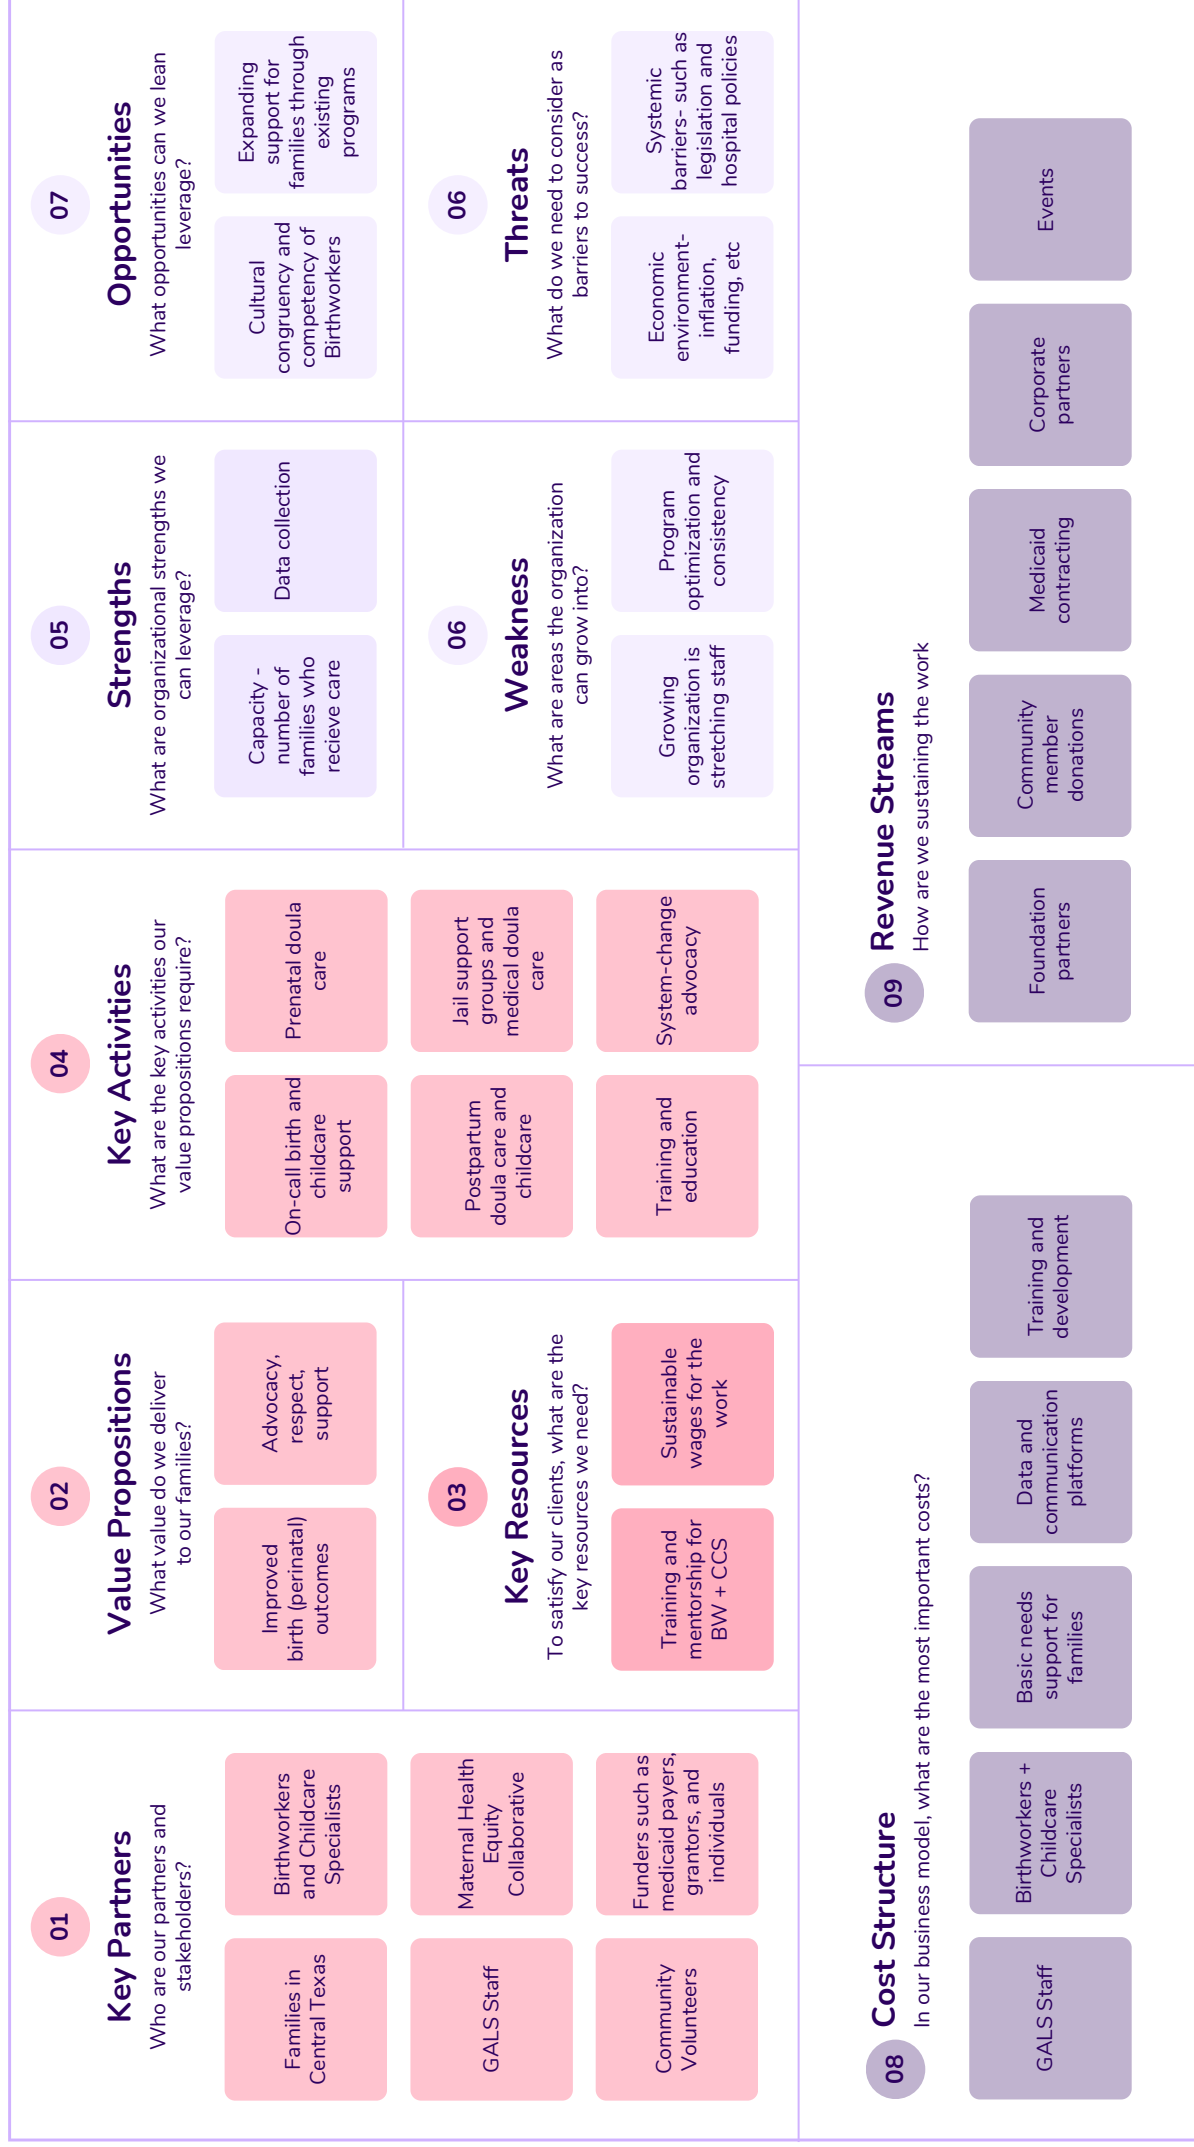 01
Key Partners
Who are our partners and
stakeholders?
Families in
Central Texas
Birthworkers
and Childcare
Specialists
GALS Staff
Maternal Health
Equity
Collaborative
Community
Volunteers
Funders such as
medicaid payers,
grantors, and
individuals
02
Value Propositions
What value do we deliver
to our families?
Improved
birth (perinatal)
outcomes
Advocacy,
respect,
support
03
Key Resources
To satisfy our clients, what are the
key resources we need?
Training and
mentorship for
BW + CCS
Sustainable
wages for the
work
04
Key Activities
What are the key activities our
value propositions require?
On-call birth and
childcare
support
Prenatal doula
care
Postpartum
doula care and
childcare
Jail support
groups and
medical doula
care
Training and
education
System-change
advocacy
05
Strengths
What are organizational strengths we
can leverage?
Capacity -
number of
families who
recieve care
Data collection
06
Weakness
What are areas the organization
can grow into?
Growing
organization is
stretching staff
Program
optimization and
consistency
07
Opportunities
What opportunities can we lean
leverage?
Cultural
congruency and
competency of
Birthworkers
Expanding
support for
families through
existing
programs
06
Threats
What do we need to consider as
barriers to success?
Economic
environment-
inflation,
funding, etc
Systemic
barriers- such as
legislation and
hospital policies
08
Cost Structure
In our business model, what are the most important costs?
GALS Staff
Birthworkers +
Childcare
Specialists
Basic needs
support for
families
Data and
communication
platforms
Training and
development
09
Revenue Streams
How are we sustaining the work
Foundation
partners
Community
member
donations
Medicaid
contracting
Corporate
partners
Events